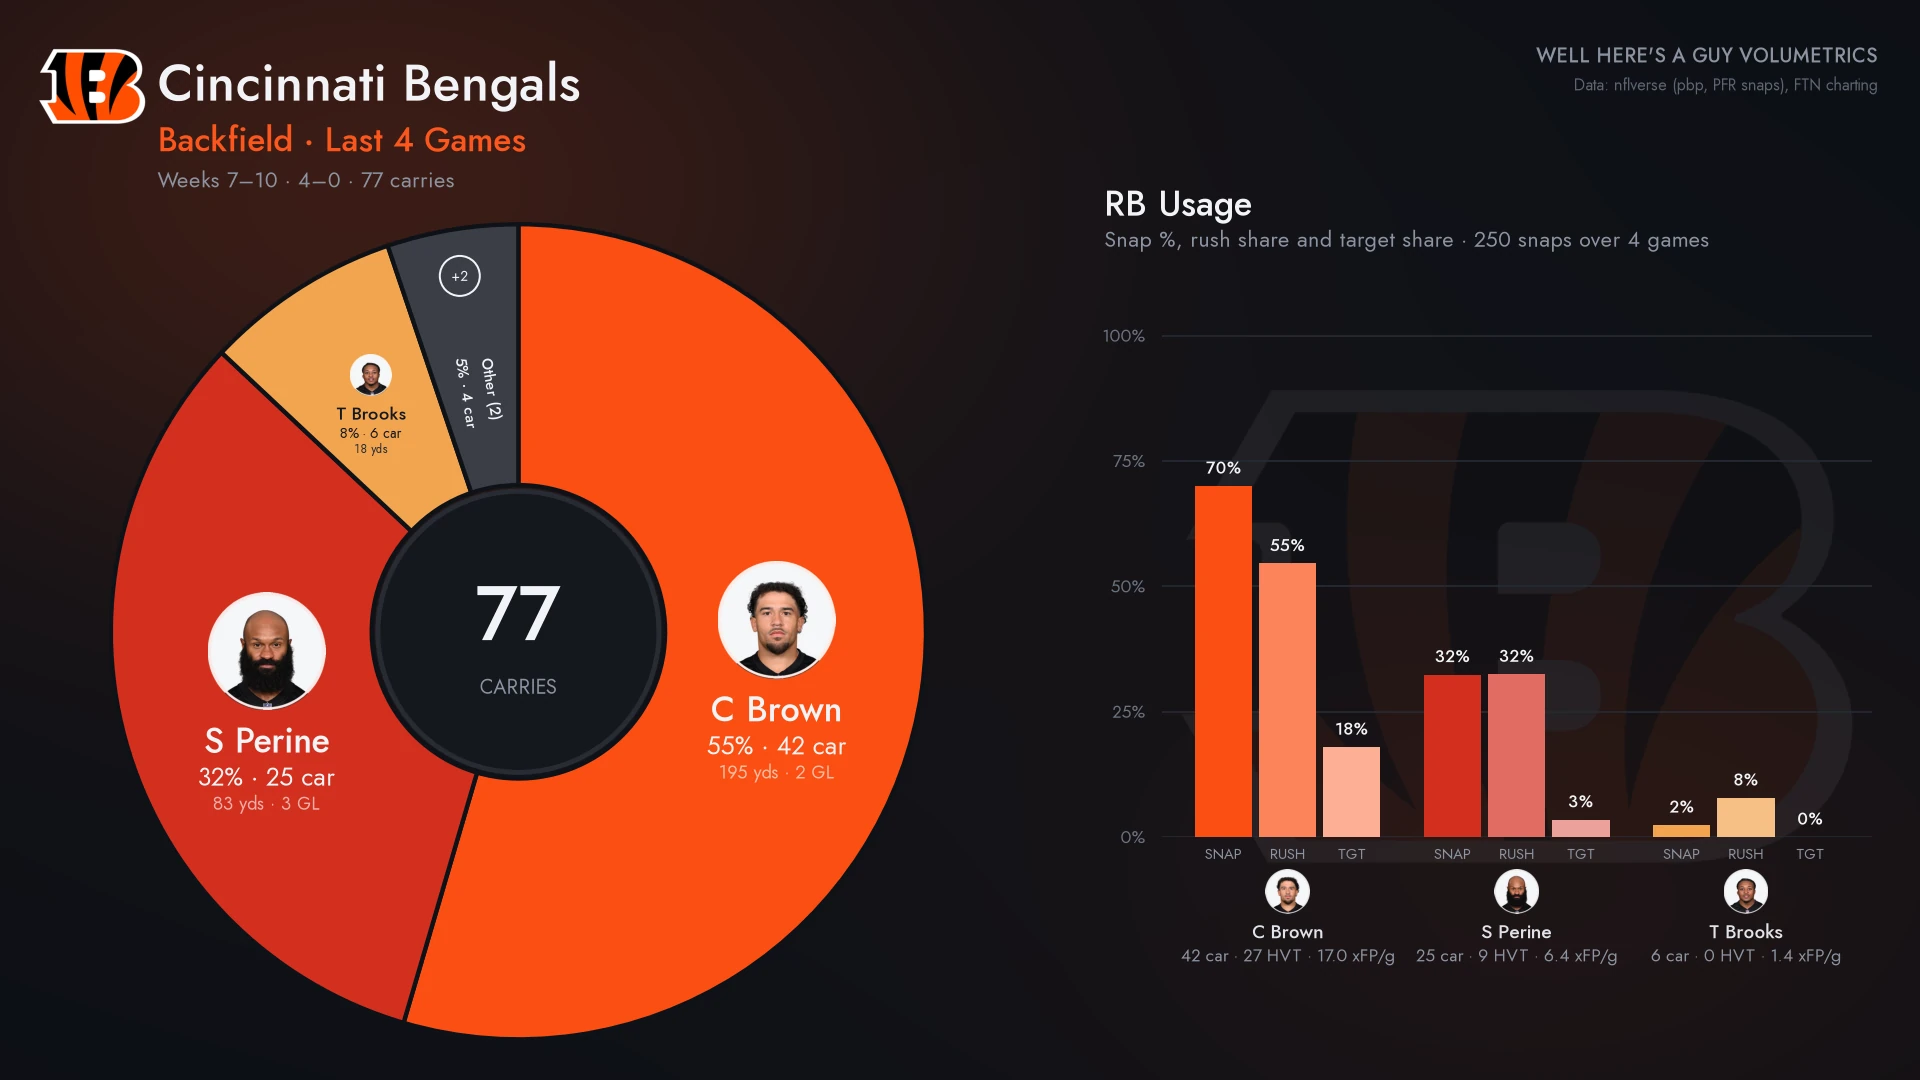 Cincinnati Bengals
Backfield · Last 4 Games
Weeks 7–10 · 4–0 · 77 carries
WELL HERE'S A GUY VOLUMETRICS
Data: nflverse (pbp, PFR snaps), FTN charting
+2
Other (2)
5% · 4 car
T Brooks
8% · 6 car
18 yds
S Perine
32% · 25 car
83 yds · 3 GL
77
CARRIES
C Brown
55% · 42 car
195 yds · 2 GL
RB Usage
Snap %, rush share and target share · 250 snaps over 4 games
100%
75%
50%
25%
0%
70%
55%
18%
32%
32%
3%
2%
8%
0%
SNAP RUSH TGT SNAP RUSH TGT SNAP RUSH TGT
C Brown
42 car · 27 HVT · 17.0 xFP/g
S Perine
25 car · 9 HVT · 6.4 xFP/g
T Brooks
6 car · 0 HVT · 1.4 xFP/g